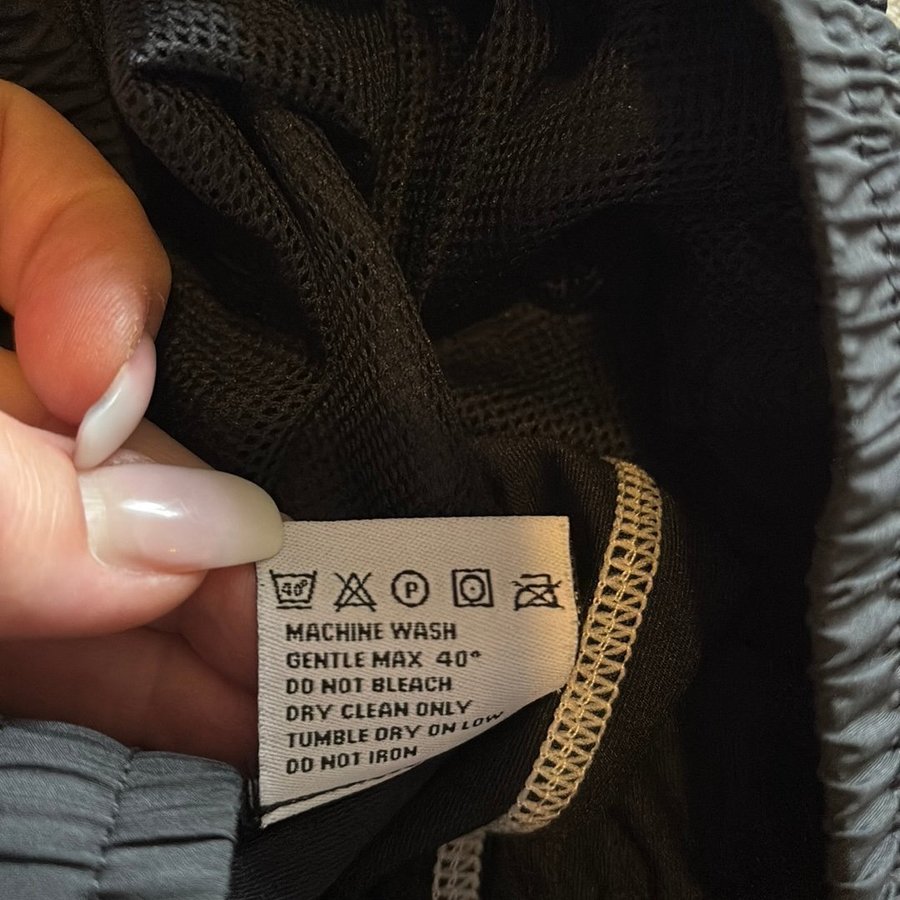 40° P
MACHINE WASH
GENTLE MAX 40°
DO NOT BLEACH
DRY CLEAN ONLY
TUMBLE DRY ON LOW
DO NOT IRON